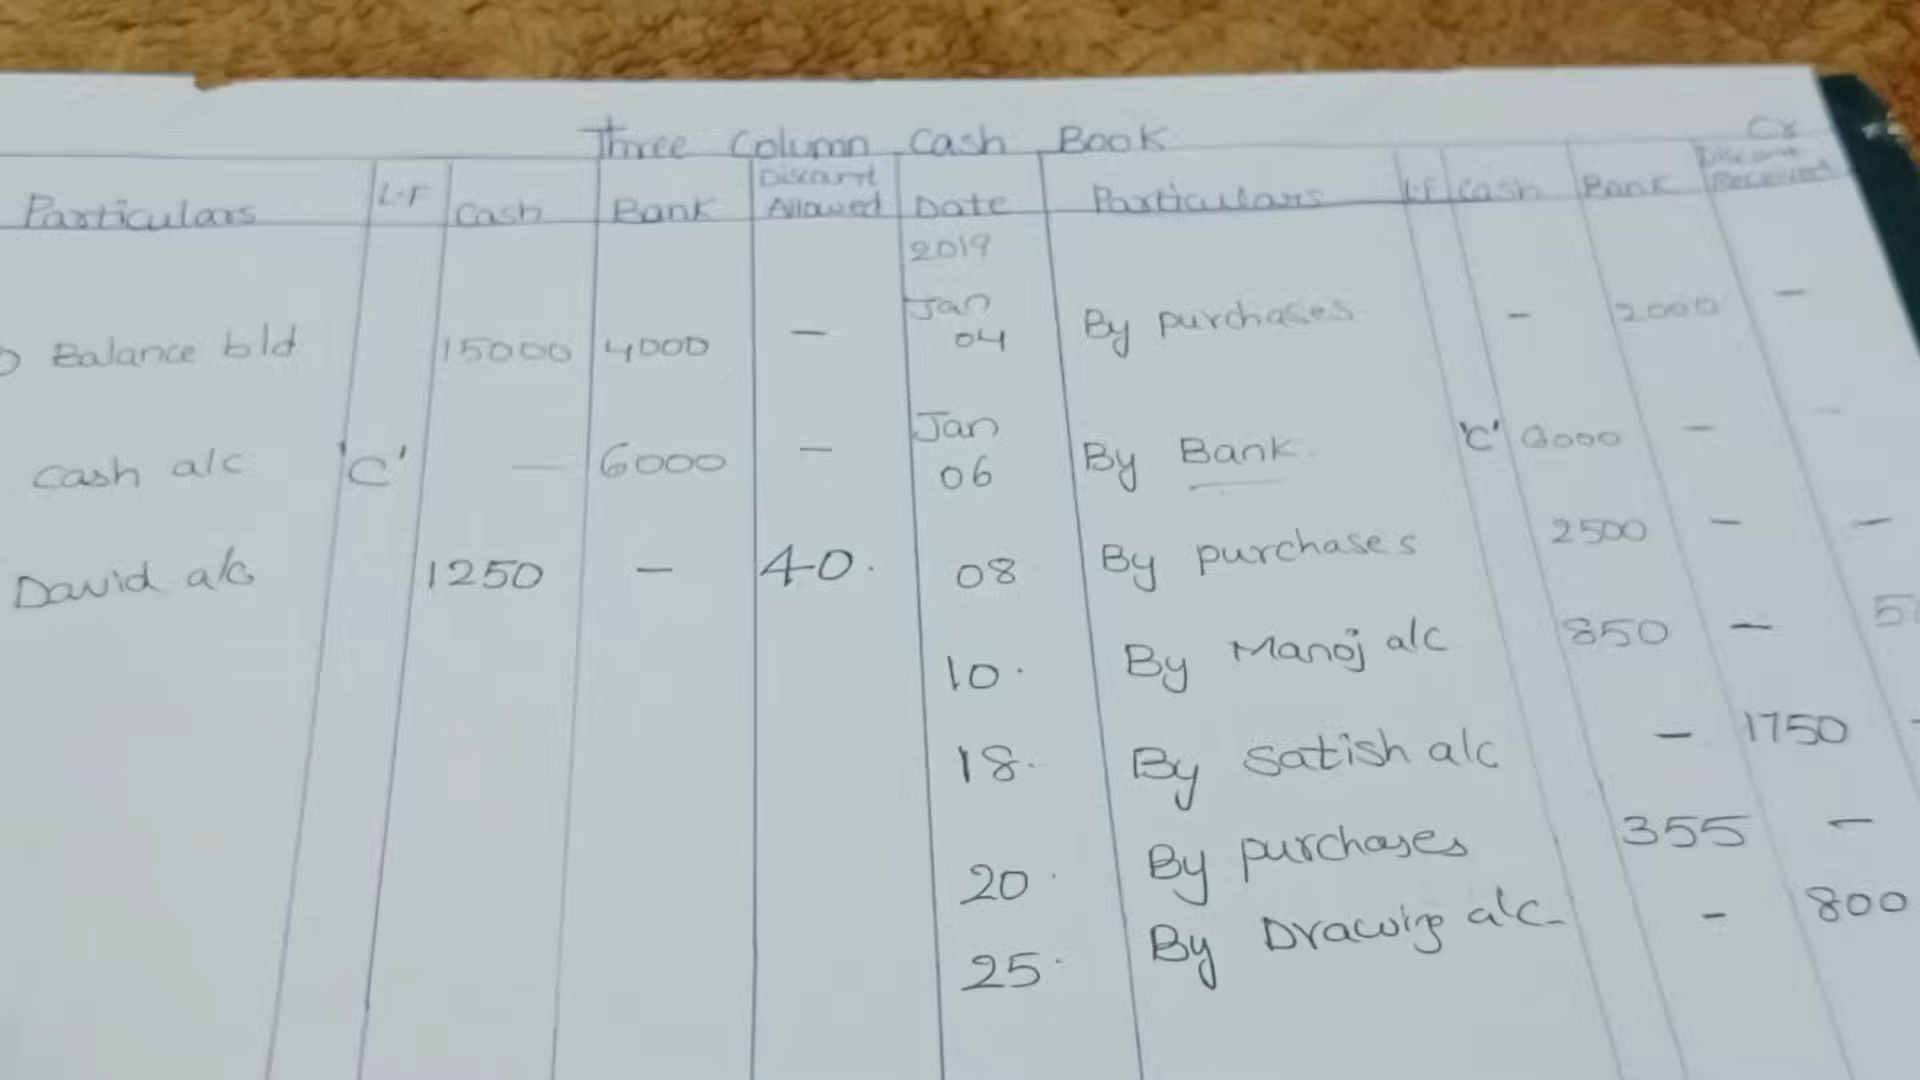 Three Column Cash Book
Cr
Particulars L.F Cash Bank Discount Allowed Date Particulars L.F Cash Bank Discount Received
2019
Balance b/d 15000 4000 — Jan 04 By purchases — 2000 —
Cash a/c 'C' — 6000 — Jan 06 By Bank. 'C' — —
David a/c 1250 — 40. 08 By purchases 2500 — —
10. By Manoj a/c 850 —
18. By Satish a/c — 1750
20. By purchases 355 —
25. By Drawing a/c — 800